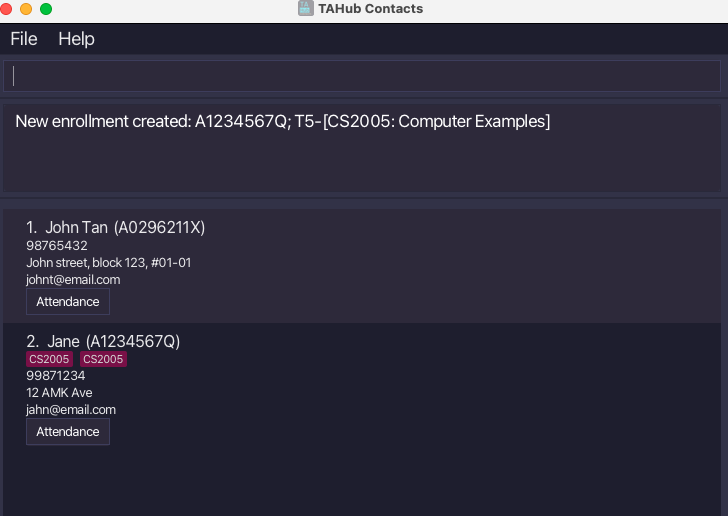 TAHub Contacts
File Help
New enrollment created: A1234567Q; T5-[CS2005: Computer Examples]
1. John Tan (A0296211X)
98765432
John street, block 123, #01-01
johnt@email.com
Attendance
2. Jane (A1234567Q)
CS2005 CS2005
99871234
12 AMK Ave
jahn@email.com
Attendance